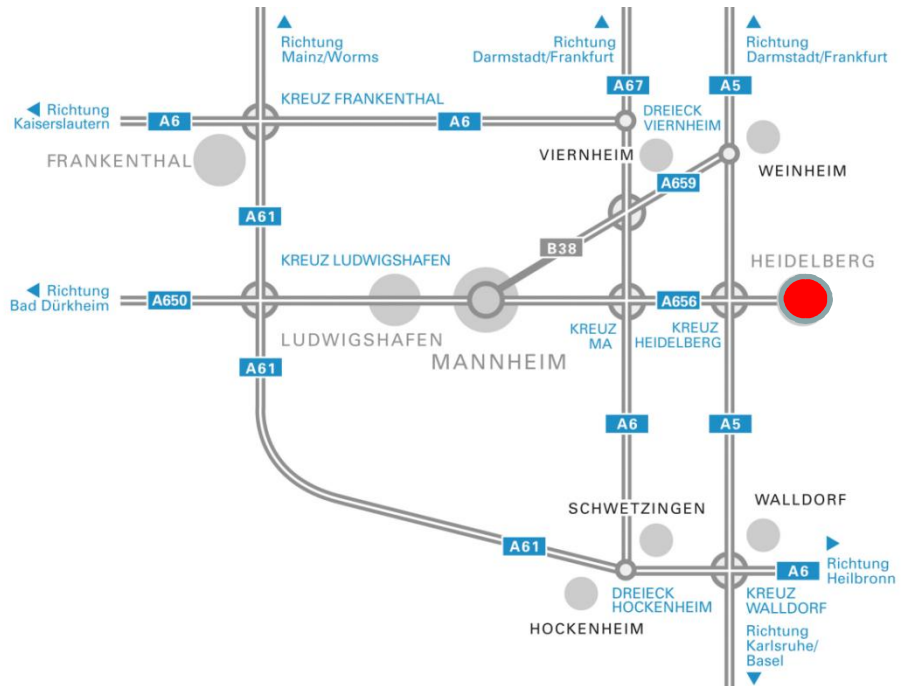 Richtung
Mainz/Worms
Richtung
Darmstadt/Frankfurt
Richtung
Darmstadt/Frankfurt
A67
A5
KREUZ FRANKENTHAL
Richtung
Kaiserslautern
A6
A6
DREIECK
VIERNHEIM
FRANKENTHAL
VIERNHEIM
WEINHEIM
A659
A61
B38
KREUZ LUDWIGSHAFEN
HEIDELBERG
Richtung
Bad Dürkheim
A650
A656
LUDWIGSHAFEN
MANNHEIM
KREUZ
MA
KREUZ
HEIDELBERG
A61
A6
A5
SCHWETZINGEN
WALLDORF
A61
A6
Richtung
Heilbronn
DREIECK
HOCKENHEIM
KREUZ
WALLDORF
HOCKENHEIM
Richtung
Karlsruhe/
Basel